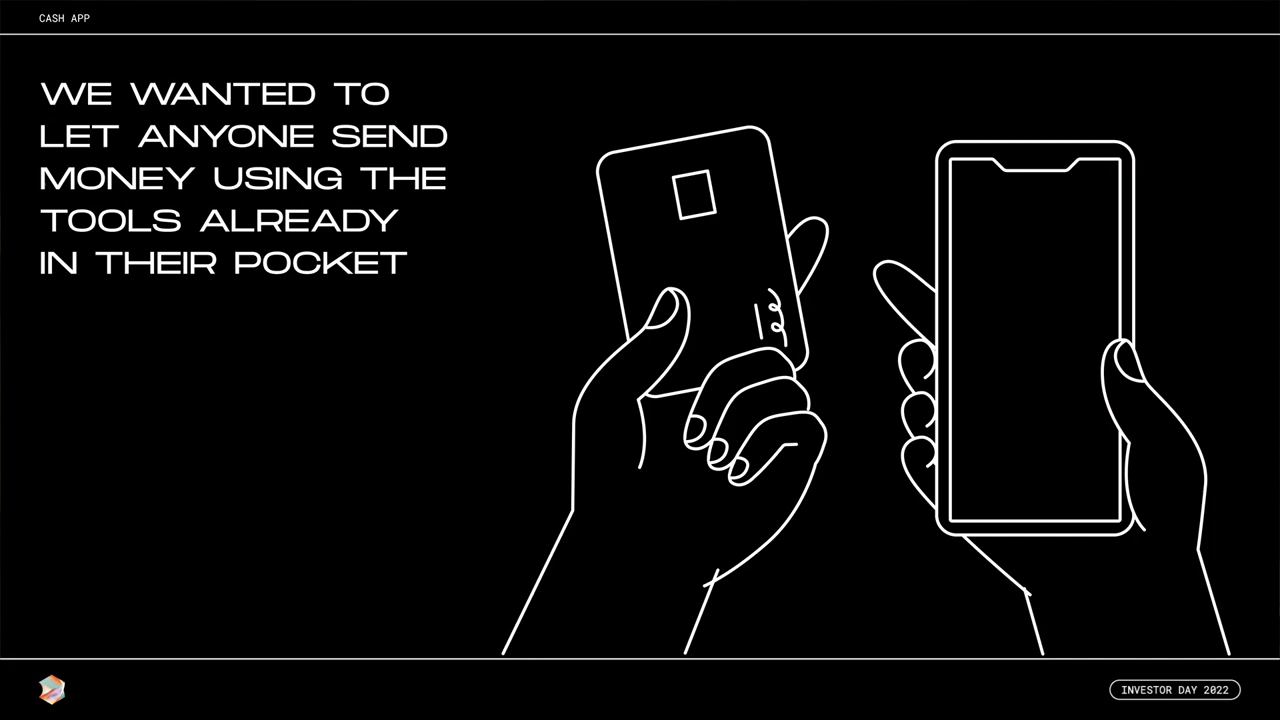 CASH APP
WE WANTED TO
LET ANYONE SEND
MONEY USING THE
TOOLS ALREADY
IN THEIR POCKET
INVESTOR DAY 2022